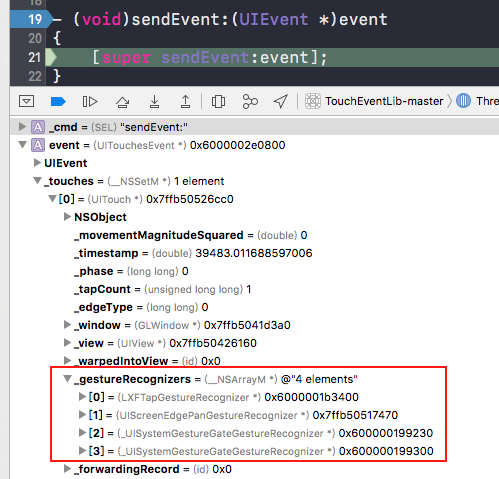 18
19 – (void)sendEvent:(UIEvent *)event
20 {
21 [super sendEvent:event];
22 }
TouchEventLib-master Thre
A _cmd = (SEL) "sendEvent:"
A event = (UITouchesEvent *) 0x6000002e0800
UIEvent
_touches = (__NSSetM *) 1 element
[0] = (UITouch *) 0x7ffb50526cc0
NSObject
_movementMagnitudeSquared = (double) 0
_timestamp = (double) 39483.011688597006
_phase = (long long) 0
_tapCount = (unsigned long long) 1
_edgeType = (long long) 0
_window = (GLWindow *) 0x7ffb5041d3a0
_view = (UIView *) 0x7ffb50426160
_warpedIntoView = (id) 0x0
_gestureRecognizers = (__NSArrayM *) @"4 elements"
[0] = (LXFTapGestureRecognizer *) 0x6000001b3400
[1] = (UIScreenEdgePanGestureRecognizer *) 0x7ffb50517470
[2] = (_UISystemGestureGateGestureRecognizer *) 0x600000199230
[3] = (_UISystemGestureGateGestureRecognizer *) 0x600000199300
_forwardingRecord = (id) 0x0